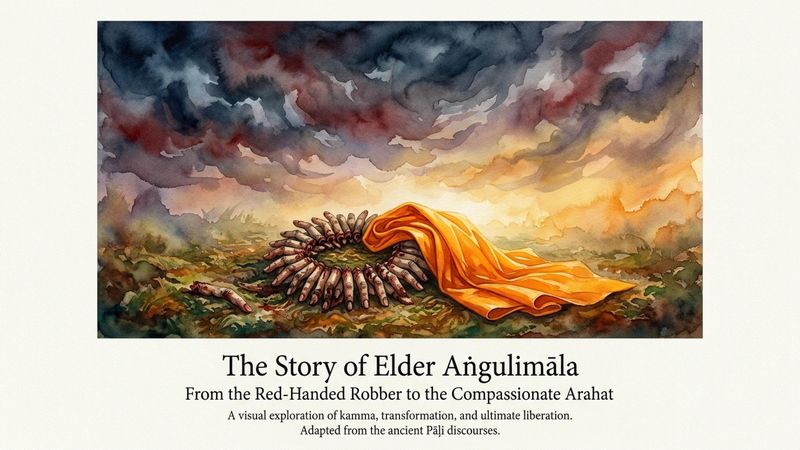 The Story of Elder Aṅgulimāla
From the Red-Handed Robber to the Compassionate Arahat
A visual exploration of kamma, transformation, and ultimate liberation.
Adapted from the ancient Pāḷi discourses.